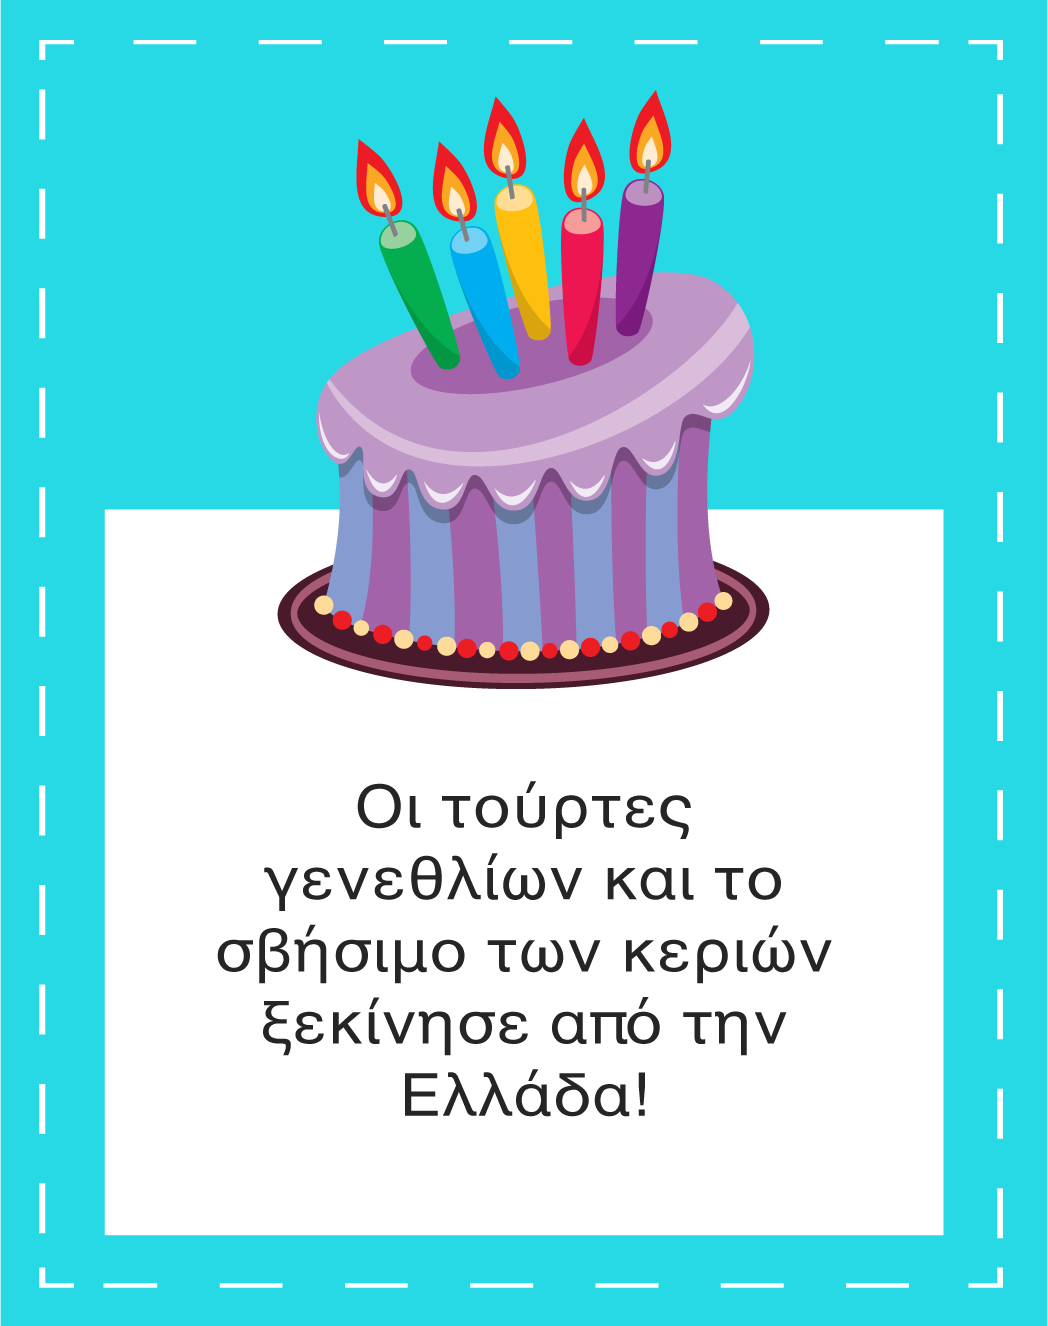 Οι τούρτες
γενεθλίων και το
σβήσιμο των κεριών
ξεκίνησε από την
Ελλάδα!